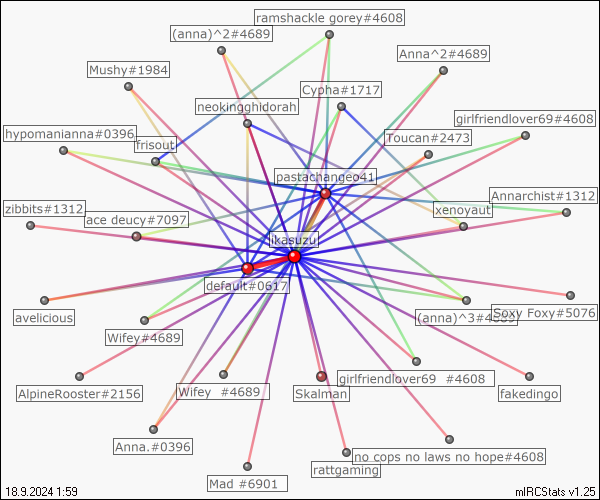 ramshackle gorey#4608
(anna)^2#4689
Anna^2#4689
Mushy#1984
Cypha#1717
neokingghidorah
girlfriendlover69#4608
hypomanianna#0396
frisout
Toucan#2473
pastachangeo41
Annarchist#1312
zibbits#1312
ace deucy#7097
xenoyaut
ikasuzu
default#0617
avelicious
(anna)^3#4689
Soxy Foxy#5076
Wifey#4689
AlpineRooster#2156
Wifey #4689
Skalman
girlfriendlover69 #4608
fakedingo
Anna.#0396
no cops no laws no hope#4608
rattgaming
Mad #6901
18.9.2024 1:59
mIRCStats v1.25